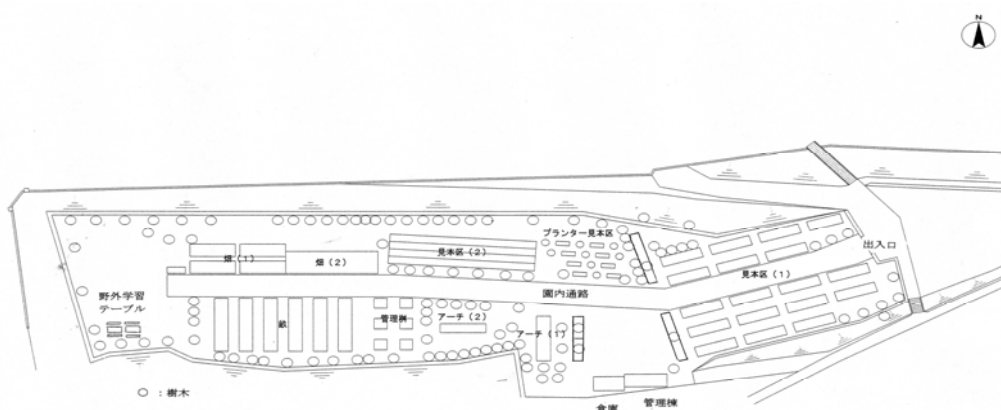 N
プランター見本区
畑(1)
畑(2)
見本区(2)
出入口
見本区(1)
野外学習
テーブル
園内通路
畝
管理桝
アーチ(2)
アーチ(1)
○:樹木
倉庫
管理棟